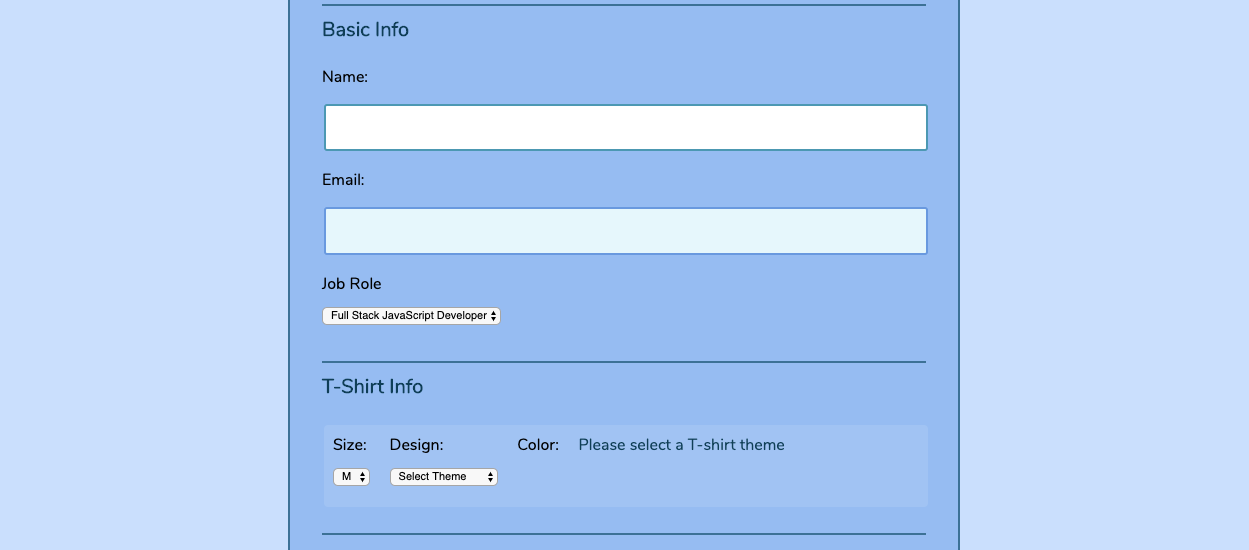 Basic Info
Name:
Email:
Job Role
Full Stack JavaScript Developer
T-Shirt Info
Size: Design: Color: Please select a T-shirt theme
M Select Theme